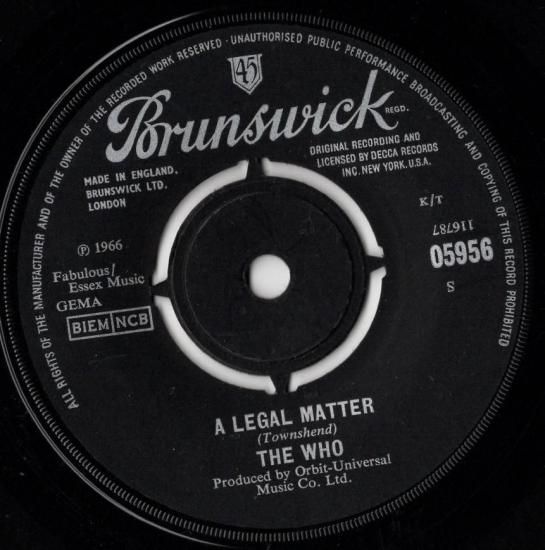 ALL RIGHTS OF THE MANUFACTURER AND OF THE OWNER OF THE RECORDED WORK RESERVED · UNAUTHORISED PUBLIC PERFORMANCE BROADCASTING AND COPYING OF THIS RECORD PROHIBITED
45
Brunswick
REGD.
MADE IN ENGLAND.
BRUNSWICK LTD.
LONDON
ORIGINAL RECORDING AND
LICENSED BY DECCA RECORDS
INC. NEW YORK. U.S.A.
K/T
Ⓟ 1966
116787
05956
Fabulous/
Essex Music
GEMA
S
BIEM NCB
A LEGAL MATTER
(Townshend)
THE WHO
Produced by Orbit-Universal
Music Co. Ltd.